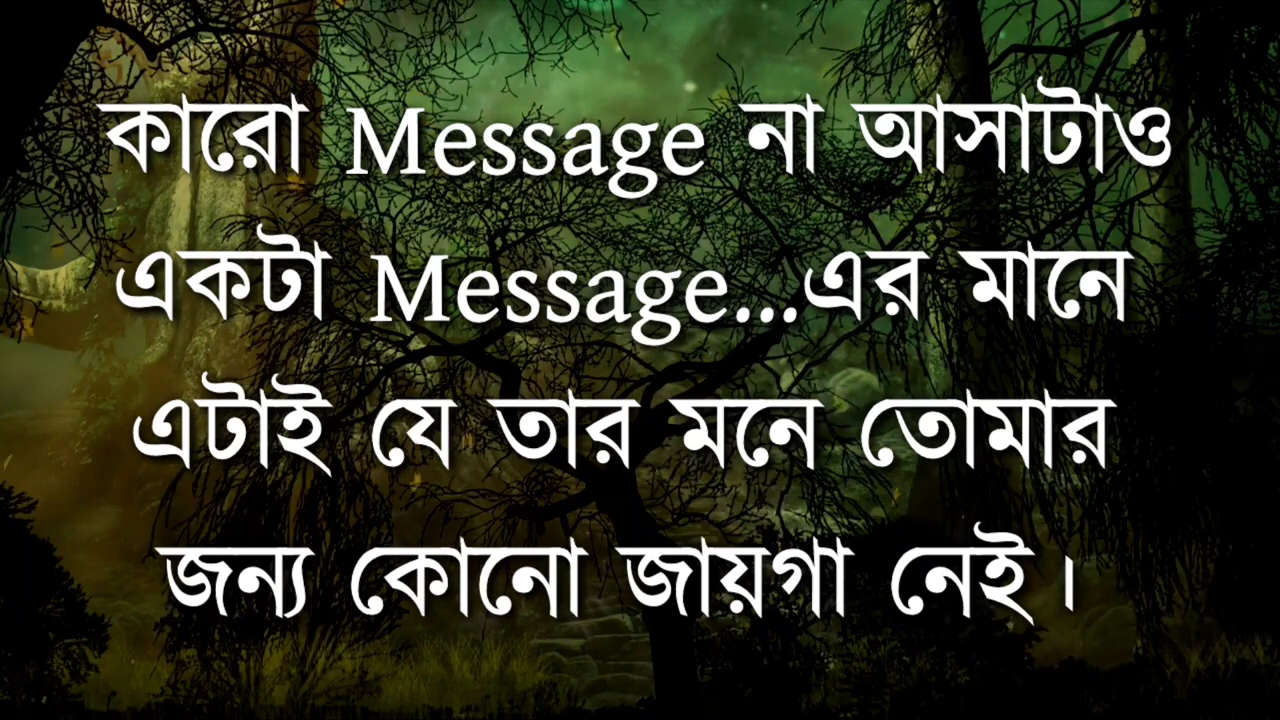 কারো Message না আসাটাও
একটা Message...এর মানে
এটাই যে তার মনে তোমার
জন্য কোনো জায়গা নেই।